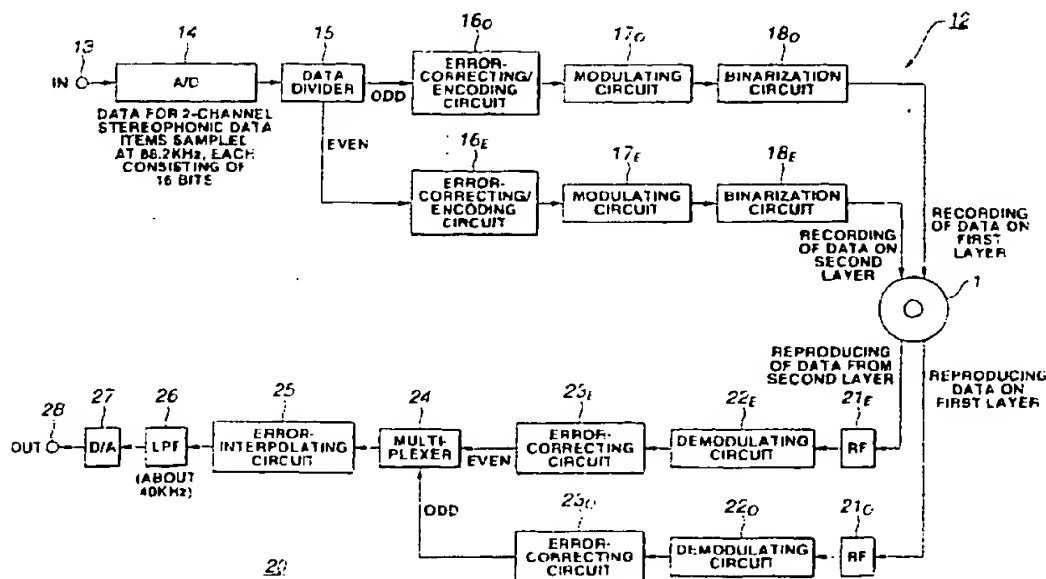 12
13
14
15
16O
17O
18O
IN
A/D
DATA DIVIDER
ODD
ERROR-CORRECTING/ENCODING CIRCUIT
MODULATING CIRCUIT
BINARIZATION CIRCUIT
DATA FOR 2-CHANNEL
STEREOPHONIC DATA
ITEMS SAMPLED
AT 88.2KHz, EACH
CONSISTING OF
16 BITS
EVEN
16E
17E
18E
ERROR-CORRECTING/ENCODING CIRCUIT
MODULATING CIRCUIT
BINARIZATION CIRCUIT
RECORDING
OF DATA ON
SECOND
LAYER
RECORDING
OF DATA ON
FIRST
LAYER
1
REPRODUCING
OF DATA FROM
SECOND LAYER
REPRODUCING
DATA ON
FIRST LAYER
28
27
26
25
24
23E
22E
21E
OUT
D/A
LPF
(ABOUT
40KHz)
ERROR-
INTERPOLATING
CIRCUIT
MULTI-
PLEXER
EVEN
ERROR-
CORRECTING
CIRCUIT
DEMODULATING
CIRCUIT
RF
ODD
23O
22O
21O
ERROR-
CORRECTING
CIRCUIT
DEMODULATING
CIRCUIT
RF
20